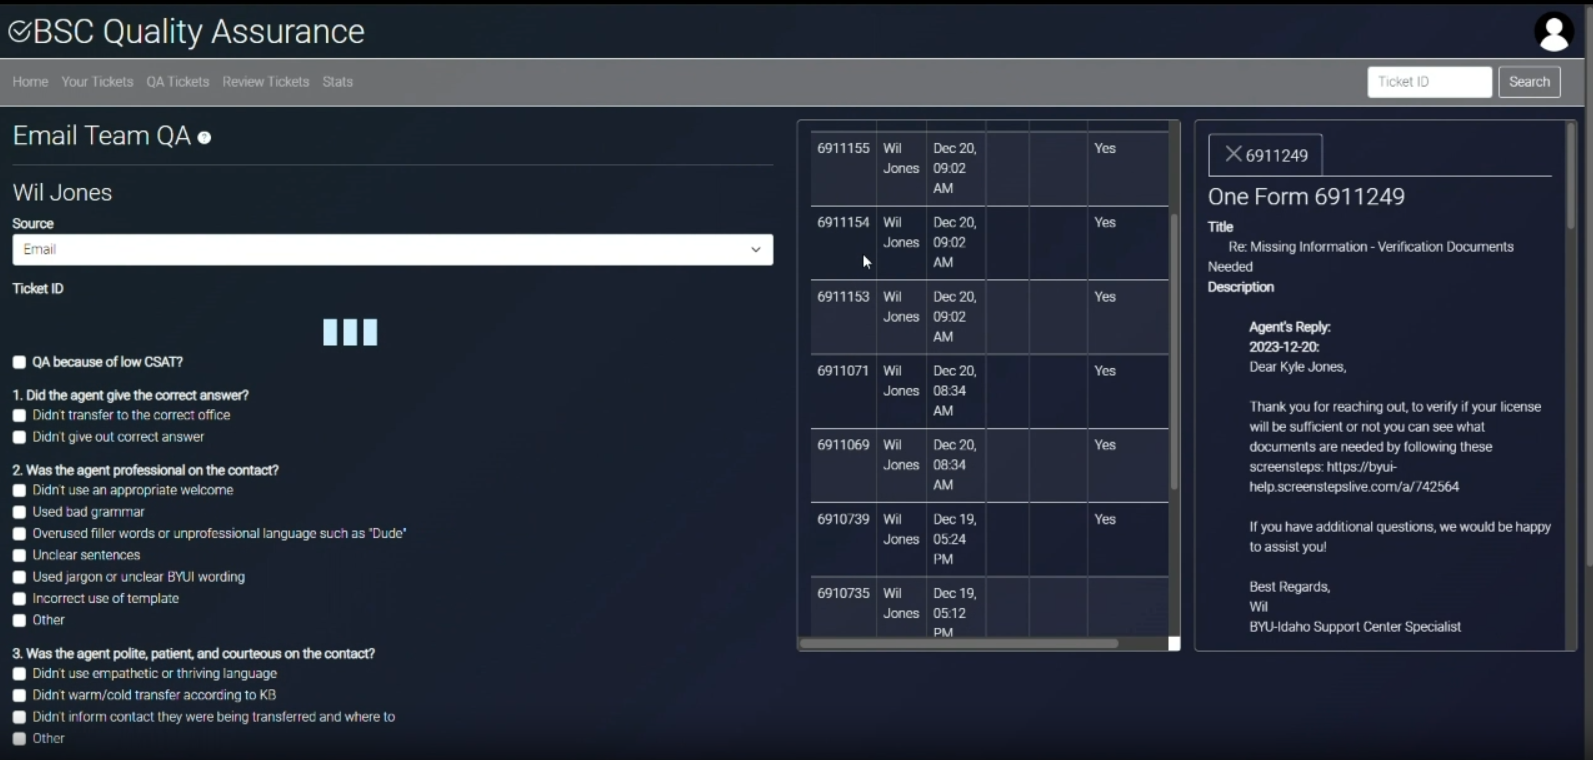 BSC Quality Assurance
Home Your Tickets QA Tickets Review Tickets Stats
Ticket ID Search
Email Team QA ?
Wil Jones
Source
Email
Ticket ID
QA because of low CSAT?
1. Did the agent give the correct answer?
Didn't transfer to the correct office
Didn't give out correct answer
2. Was the agent professional on the contact?
Didn't use an appropriate welcome
Used bad grammar
Overused filler words or unprofessional language such as "Dude"
Unclear sentences
Used jargon or unclear BYUI wording
Incorrect use of template
Other
3. Was the agent polite, patient, and courteous on the contact?
Didn't use empathetic or thriving language
Didn't warm/cold transfer according to KB
Didn't inform contact they were being transferred and where to
Other
6911155 Wil Dec 20, Yes
Jones 09:02
AM
6911154 Wil Dec 20, Yes
Jones 09:02
AM
6911153 Wil Dec 20, Yes
Jones 09:02
AM
6911071 Wil Dec 20, Yes
Jones 08:34
AM
6911069 Wil Dec 20, Yes
Jones 08:34
AM
6910739 Wil Dec 19, Yes
Jones 05:24
PM
6910735 Wil Dec 19,
Jones 05:12
PM
6911249
One Form 6911249
Title
Re: Missing Information - Verification Documents
Needed
Description
Agent's Reply:
2023-12-20:
Dear Kyle Jones,
Thank you for reaching out, to verify if your license
will be sufficient or not you can see what
documents are needed by following these
screensteps: https://byui-
help.screenstepslive.com/a/742564
If you have additional questions, we would be happy
to assist you!
Best Regards,
Wil
BYU-Idaho Support Center Specialist